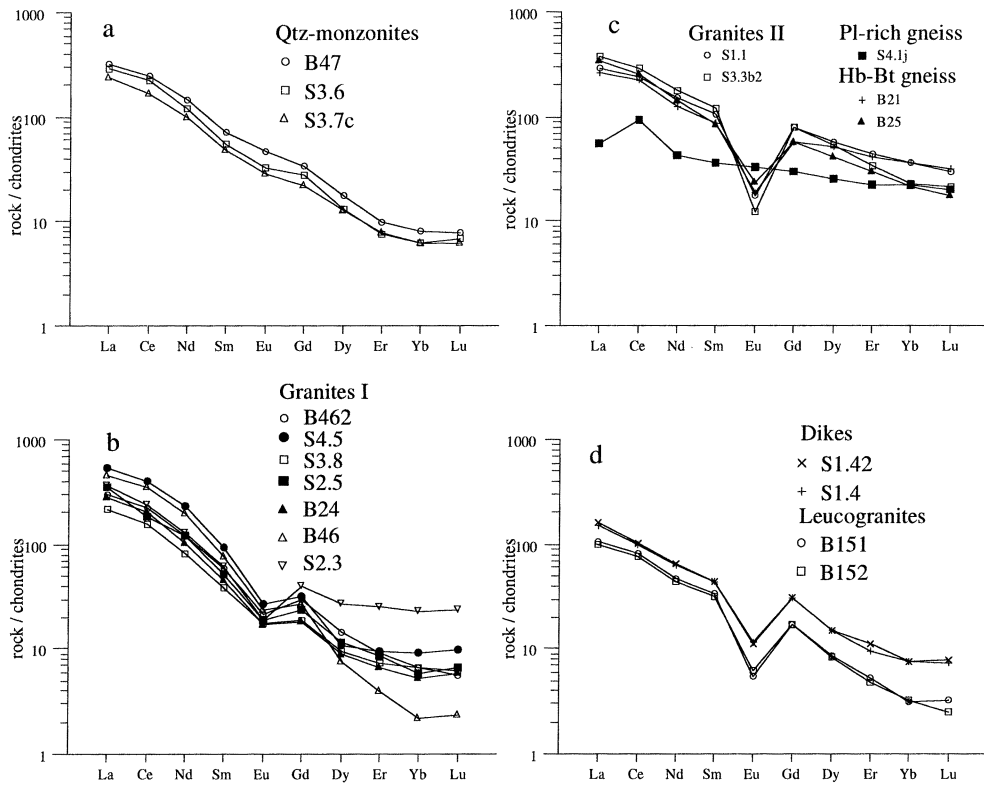 a
Qtz-monzonites
B47
S3.6
S3.7c
rock / chondrites
1000
100
10
1
La Ce Nd Sm Eu Gd Dy Er Yb Lu
c
Granites II
S1.1
S3.3b2
Pl-rich gneiss
S4.1j
Hb-Bt gneiss
B21
B25
rock / chondrites
1000
100
10
1
La Ce Nd Sm Eu Gd Dy Er Yb Lu
b
Granites I
B462
S4.5
S3.8
S2.5
B24
B46
S2.3
rock / chondrites
1000
100
10
1
La Ce Nd Sm Eu Gd Dy Er Yb Lu
d
Dikes
S1.42
S1.4
Leucogranites
B151
B152
rock / chondrites
1000
100
10
1
La Ce Nd Sm Eu Gd Dy Er Yb Lu